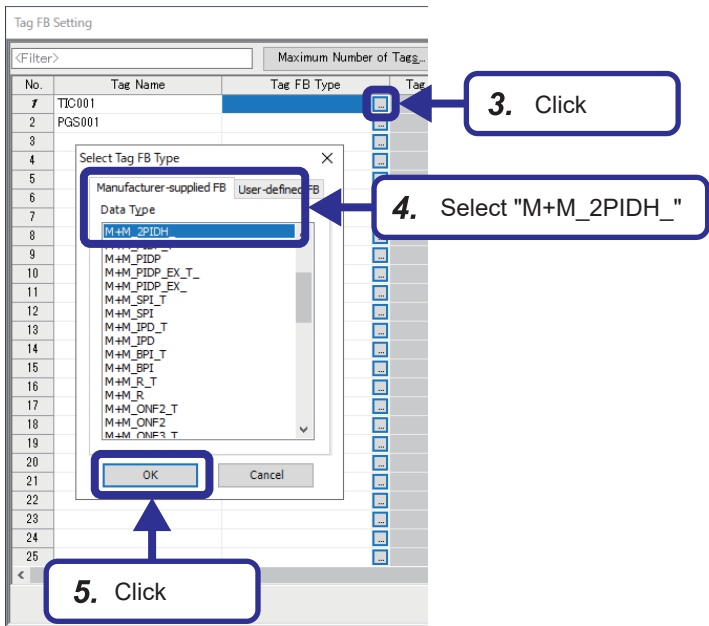 Tag FB Setting
<Filter>
Maximum Number of Tags...
No. Tag Name Tag FB Type Tag
1 TIC001 ...
3. Click
2 PGS001 ...
3 ...
4 ...
Select Tag FB Type
5 ...
Manufacturer-supplied FB User-defined FB
6 ...
4. Select "M+M_2PIDH_"
Data Type
7 ...
M+M_2PIDH_
8 ...
9 ...
M+M_PIDP
10 ...
M+M_PIDP_EX_T_
M+M_PIDP_EX_
11 ...
M+M_SPI_T
12 ...
M+M_SPI
13 ...
M+M_IPD_T
M+M_IPD
14 ...
M+M_BPI_T
15 ...
M+M_BPI
M+M_R_T
16 ...
M+M_R
17 ...
M+M_ONF2_T
18 ...
M+M_ONF2
M+M_ONF3_T
19 ...
20 ...
OK Cancel
21 ...
22 ...
23 ...
24 ...
25 ...
5. Click